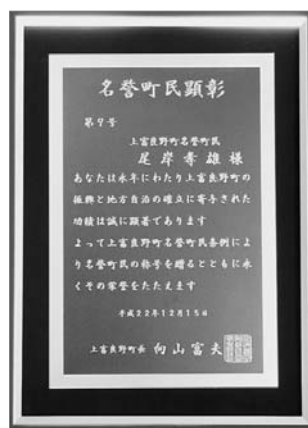 名誉町民顕彰
第9号
上富良野町名誉町民
尾岸孝雄様
あなたは永年にわたり上富良野町の
振興と地方自治の確立に寄与された
功績は誠に顕著であります
よって上富良野町名誉町民条例によ
り名誉町民の称号を贈るとともに永
くその栄誉をたたえます
平成22年12月15日
上富良野町長 向山富夫